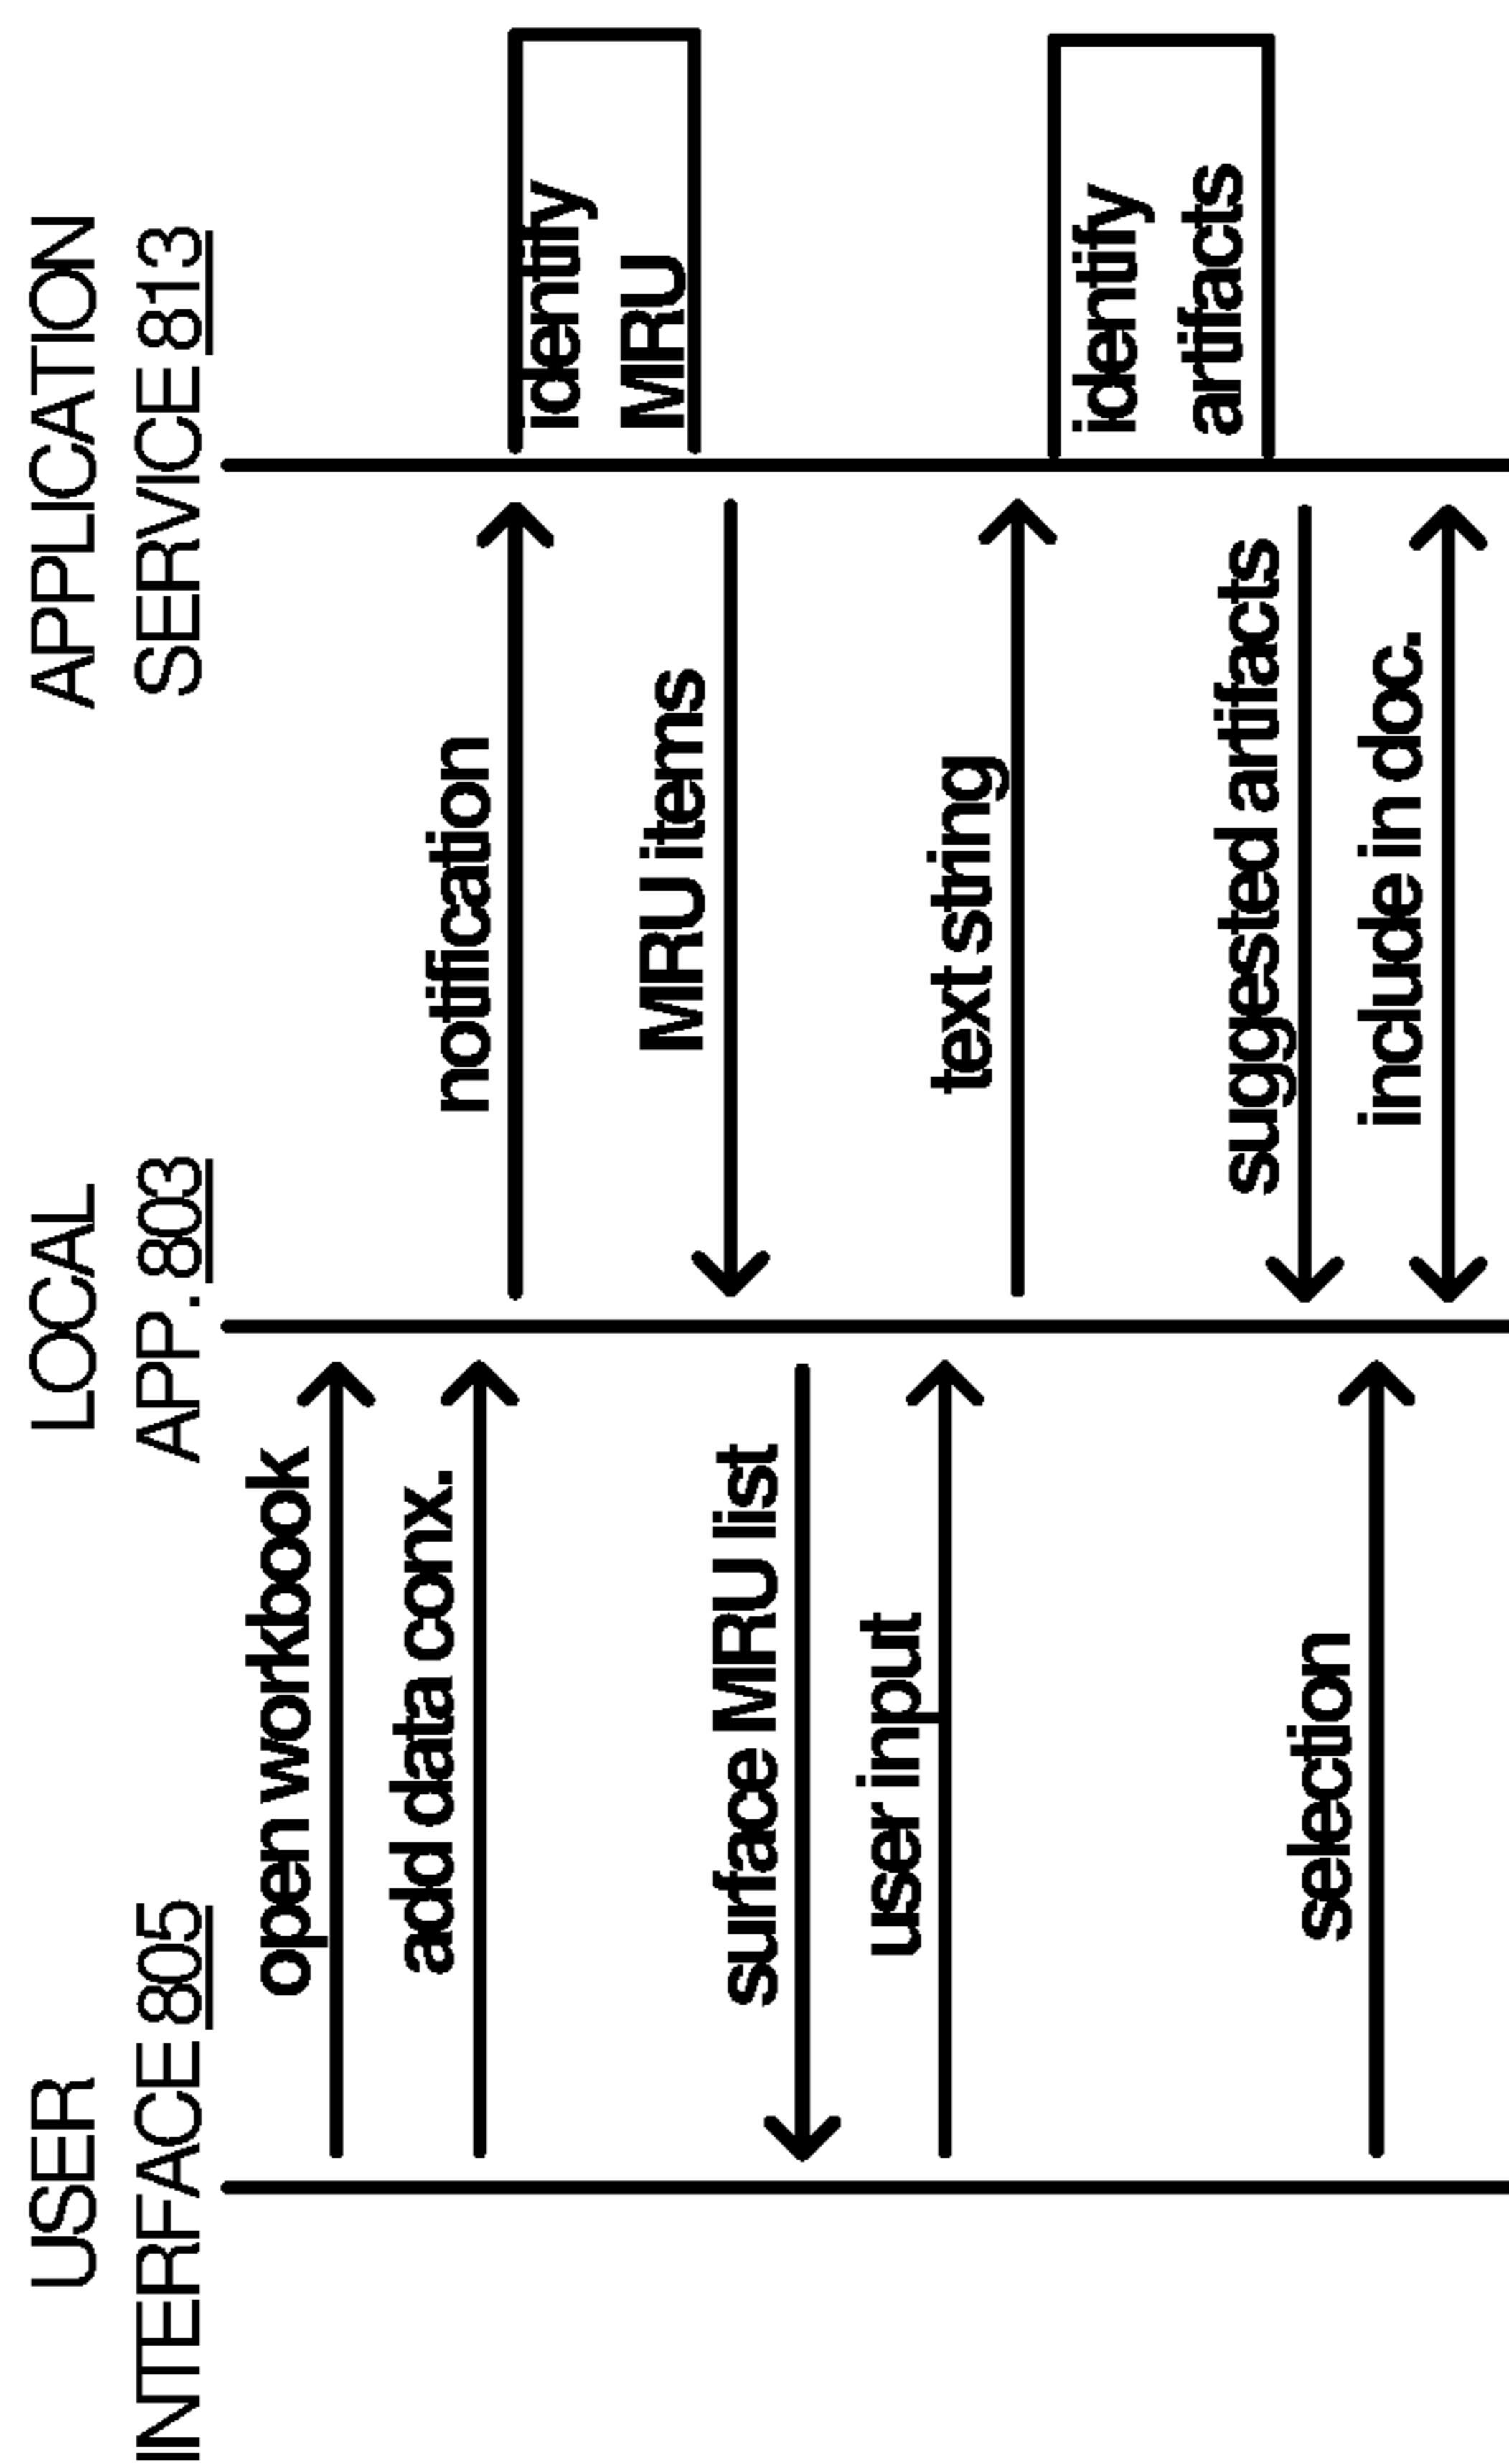 USER
INTERFACE 805
LOCAL
APP. 803
APPLICATION
SERVICE 813
open workbook
add data conx.
notification
identify
MRU
MRU items
surface MRU list
user input
text string
identify
artifacts
suggested artifacts
selection
include in doc.